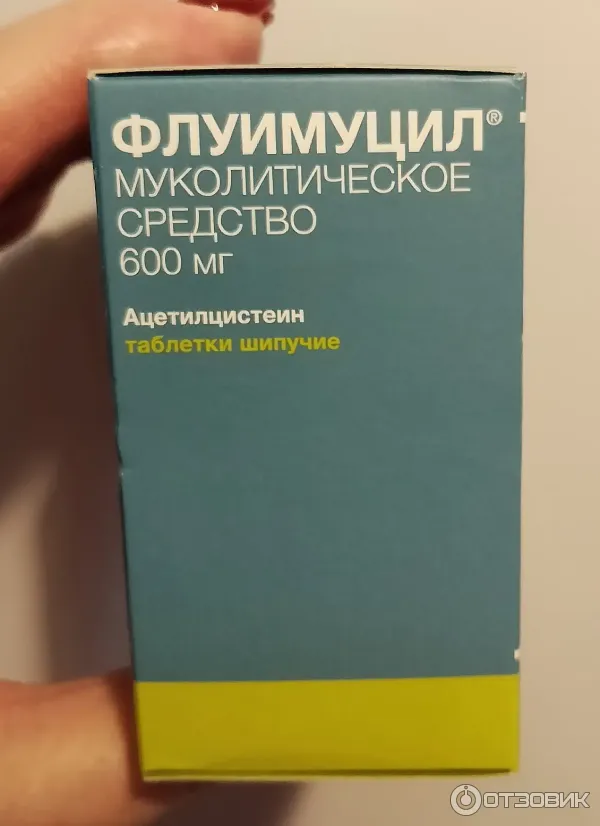 ФЛУИМУЦИЛ®
МУКОЛИТИЧЕСКОЕ
СРЕДСТВО
600 МГ
Ацетилцистеин
таблетки шипучие
ОТЗОВИК